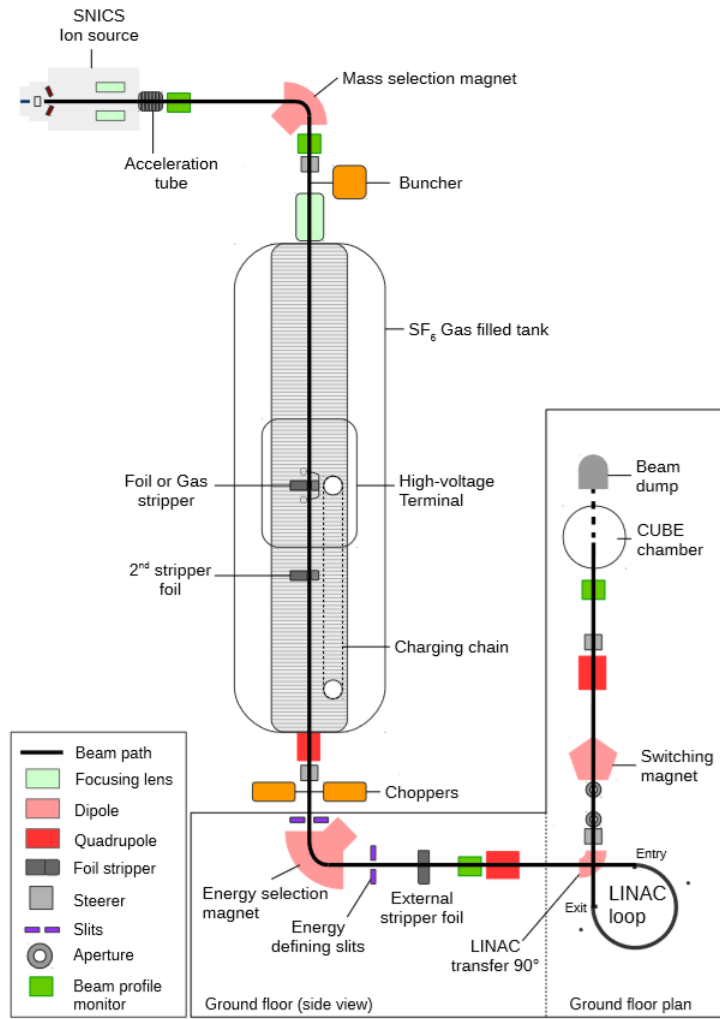 SNICS
Ion source
Mass selection magnet
Acceleration
tube
Buncher
SF6 Gas filled tank
Foil or Gas
stripper
High-voltage
Terminal
2nd stripper
foil
Charging chain
Choppers
Beam
dump
CUBE
chamber
Switching
magnet
Entry
Exit
LINAC
loop
Energy selection
magnet
Energy
defining slits
External
stripper foil
LINAC
transfer 90°
Ground floor (side view)
Ground floor plan
Beam path
Focusing lens
Dipole
Quadrupole
Foil stripper
Steerer
Slits
Aperture
Beam profile
monitor